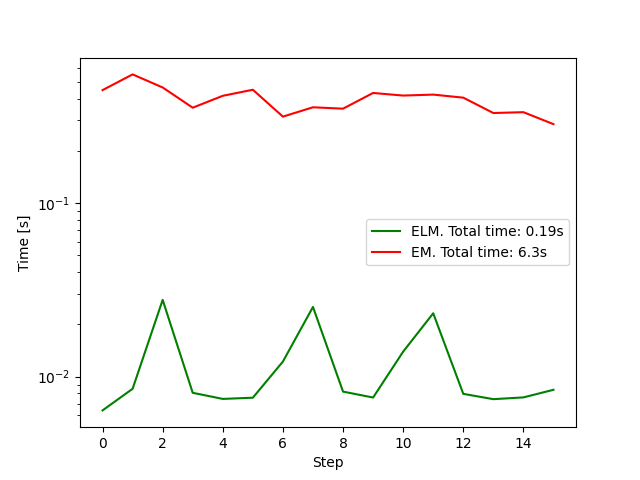 10⁻¹
10⁻²
Time [s]
ELM. Total time: 0.19s
EM. Total time: 6.3s
0 2 4 6 8 10 12 14
Step